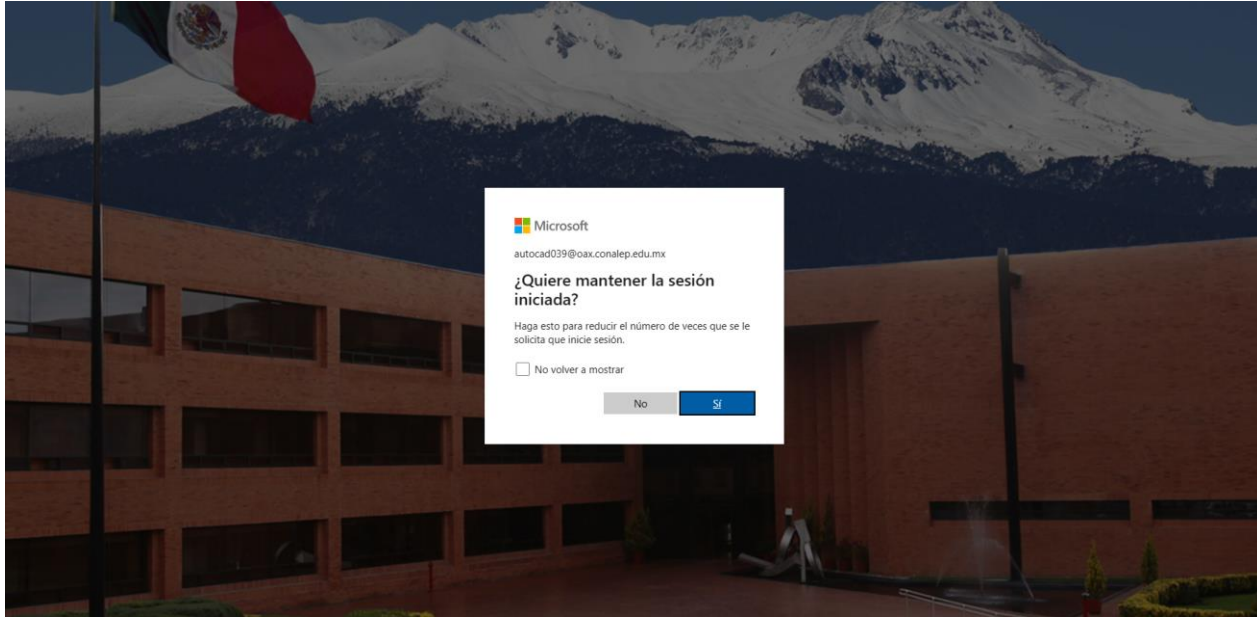 Microsoft
autocad039@oax.conalep.edu.mx
¿Quiere mantener la sesión
iniciada?
Haga esto para reducir el número de veces que se le
solicita que inicie sesión.
No volver a mostrar
No
Sí